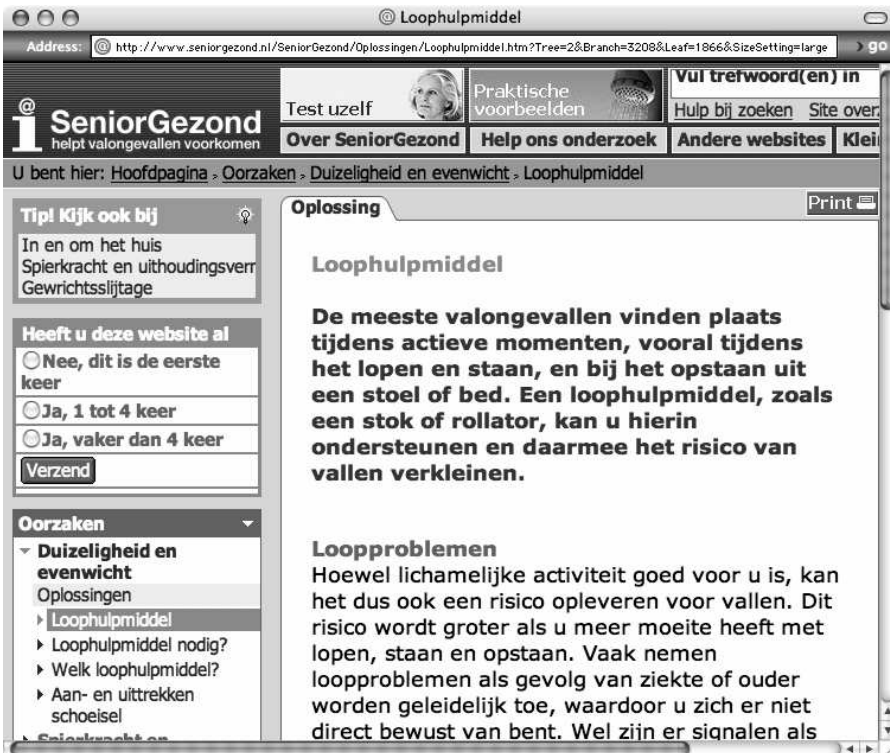 @ Loophulpmiddel
Address: @ http://www.seniorgezond.nl/SeniorGezond/Oplossingen/Loophulpmiddel.htm?Tree=2&Branch=3208&Leaf=1866&SizeSetting=large > go
@
SeniorGezond
helpt valongevallen voorkomen
Test uzelf
Praktische
voorbeelden
Vul trefwoord(en) in
Hulp bij zoeken Site over
Over SeniorGezond Help ons onderzoek Andere websites Klei
U bent hier: Hoofdpagina > Oorzaken > Duizeligheid en evenwicht > Loophulpmiddel
Tip! Kijk ook bij
In en om het huis
Spierkracht en uithoudingsverr
Gewrichtsslijtage
Heeft u deze website al
Nee, dit is de eerste
keer
Ja, 1 tot 4 keer
Ja, vaker dan 4 keer
Verzend
Oorzaken
Duizeligheid en
evenwicht
Oplossingen
Loophulpmiddel
Loophulpmiddel nodig?
Welk loophulpmiddel?
Aan- en uittrekken
schoeisel
Spierkracht en
Oplossing
Print
Loophulpmiddel
De meeste valongevallen vinden plaats
tijdens actieve momenten, vooral tijdens
het lopen en staan, en bij het opstaan uit
een stoel of bed. Een loophulpmiddel, zoals
een stok of rollator, kan u hierin
ondersteunen en daarmee het risico van
vallen verkleinen.
Loopproblemen
Hoewel lichamelijke activiteit goed voor u is, kan
het dus ook een risico opleveren voor vallen. Dit
risico wordt groter als u meer moeite heeft met
lopen, staan en opstaan. Vaak nemen
loopproblemen als gevolg van ziekte of ouder
worden geleidelijk toe, waardoor u zich er niet
direct bewust van bent. Wel zijn er signalen als